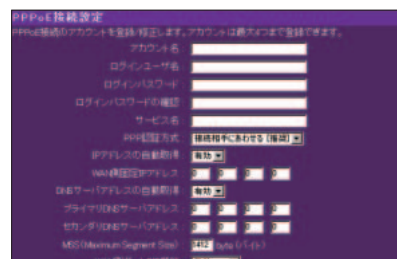 PPPoE接続設定
PPPoE接続のアカウントを登録/修正します。アカウントは最大4つまで登録できます。
アカウント名
ログインユーザ名
ログインパスワード
ログインパスワードの確認
サービス名
PPP認証方式 接続相手にあわせる [推奨]
IPアドレスの自動取得 有効
WAN側固定IPアドレス 0 0 0 0
DNSサーバアドレスの自動取得 有効
プライマリDNSサーバアドレス 0 0 0 0
セカンダリDNSサーバアドレス 0 0 0 0
MSS(Maximum Segment Size) 1412 byte (バイト)